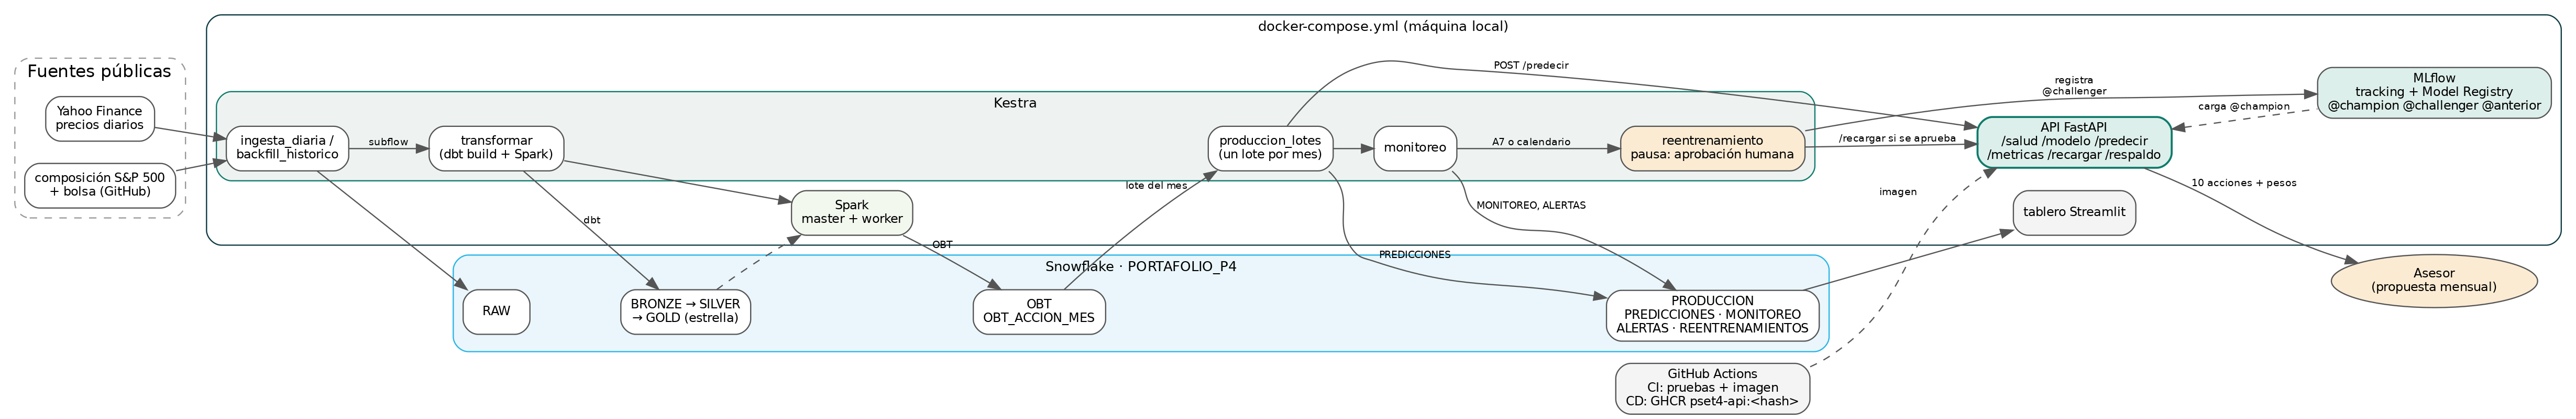 docker-compose.yml (máquina local)
Fuentes públicas
Yahoo Finance
precios diarios
composición S&P 500
+ bolsa (GitHub)
Kestra
ingesta_diaria /
backfill_historico
subflow
transformar
(dbt build + Spark)
produccion_lotes
(un lote por mes)
monitoreo
A7 o calendario
reentrenamiento
pausa: aprobación humana
POST /predecir
registra
@challenger
/recargar si se aprueba
MLflow
tracking + Model Registry
@champion @challenger @anterior
carga @champion
API FastAPI
/salud /modelo /predecir
/metricas /recargar /respaldo
Spark
master + worker
lote del mes
MONITOREO, ALERTAS
imagen
10 acciones + pesos
tablero Streamlit
dbt
OBT
PREDICCIONES
Snowflake · PORTAFOLIO_P4
RAW
BRONZE → SILVER
→ GOLD (estrella)
OBT
OBT_ACCION_MES
PRODUCCION
PREDICCIONES · MONITOREO
ALERTAS · REENTRENAMIENTOS
Asesor
(propuesta mensual)
GitHub Actions
CI: pruebas + imagen
CD: GHCR pset4-api:<hash>